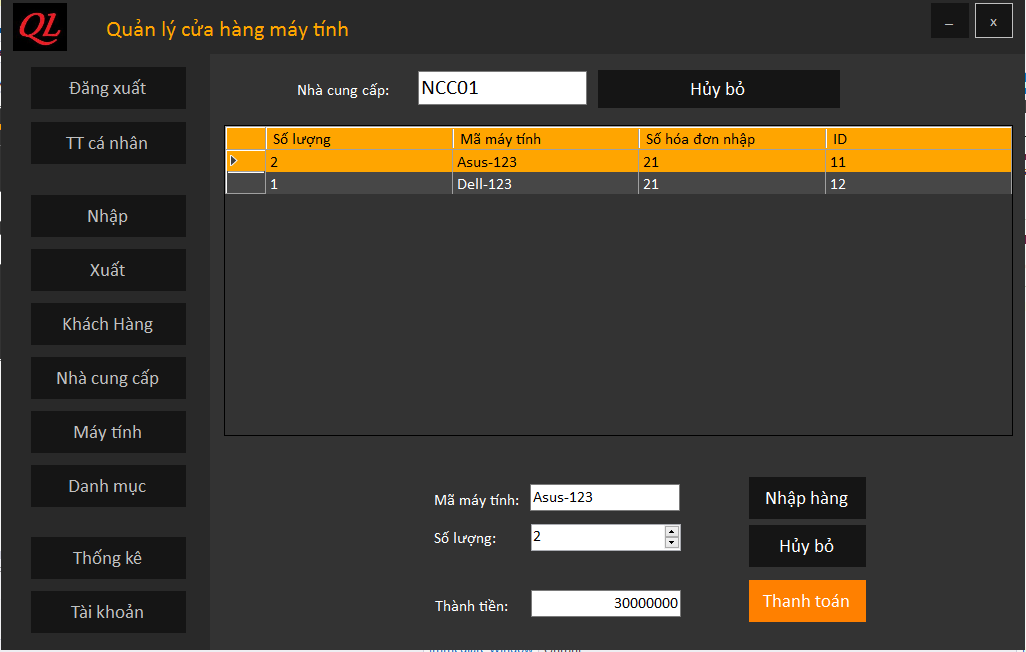 QL
Quản lý cửa hàng máy tính
_
x
Đăng xuất
TT cá nhân
Nhập
Xuất
Khách Hàng
Nhà cung cấp
Máy tính
Danh mục
Thống kê
Tài khoản
Nhà cung cấp: NCC01 Hủy bỏ
Số lượng Mã máy tính Số hóa đơn nhập ID
2 Asus-123 21 11
1 Dell-123 21 12
Mã máy tính: Asus-123 Nhập hàng
Số lượng: 2 Hủy bỏ
Thành tiền: 30000000 Thanh toán